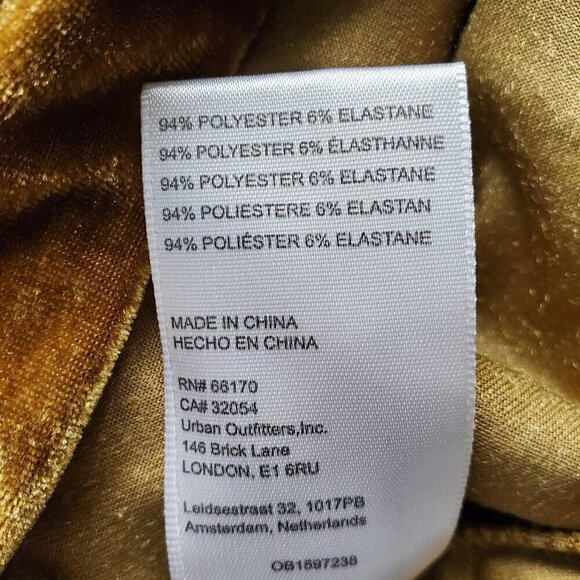 94% POLYESTER 6% ELASTANE
94% POLYESTER 6% ÉLASTHANNE
94% POLYESTER 6% ELASTANE
94% POLIESTERE 6% ELASTAN
94% POLIÉSTER 6% ELASTANE
MADE IN CHINA
HECHO EN CHINA
RN# 66170
CA# 32054
Urban Outfitters,Inc.
146 Brick Lane
LONDON, E1 6RU
Leidsestraat 32, 1017PB
Amsterdam, Netherlands
OB1597238